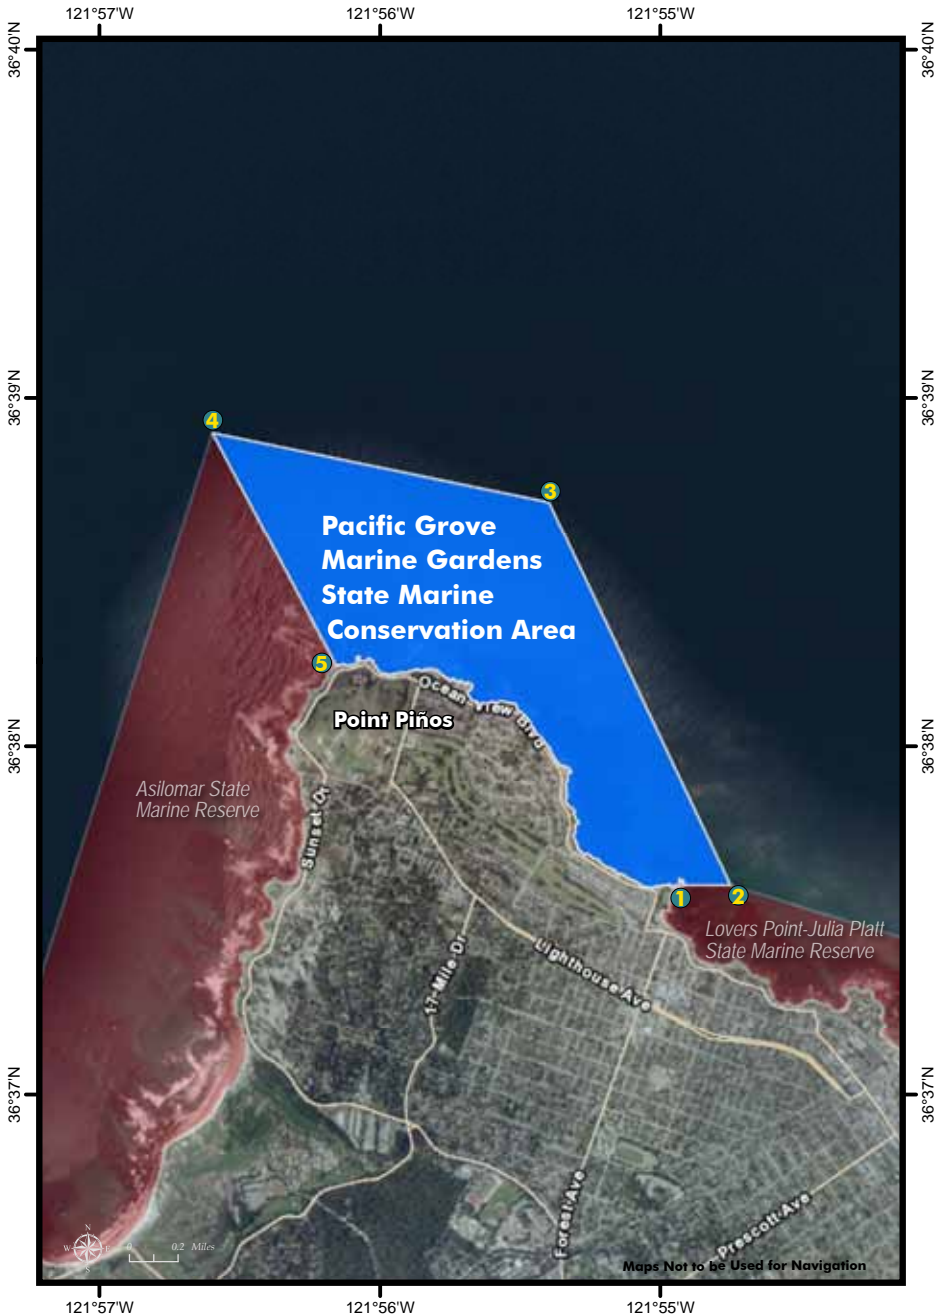 121°57'W 121°56'W 121°55'W
36°40'N 36°40'N
36°39'N 36°39'N
4
3
Pacific Grove
Marine Gardens
State Marine
Conservation Area
5
Ocean View Blvd
Point Piños
36°38'N 36°38'N
Asilomar State
Marine Reserve
Sunset Dr
1 2
Lovers Point-Julia Platt
State Marine Reserve
17-Mile Dr
Lighthouse Ave
36°37'N 36°37'N
Forest Ave
Prescott Ave
N
W E
S
0 0.2 Miles
Maps Not to be Used for Navigation
121°57'W 121°56'W 121°55'W